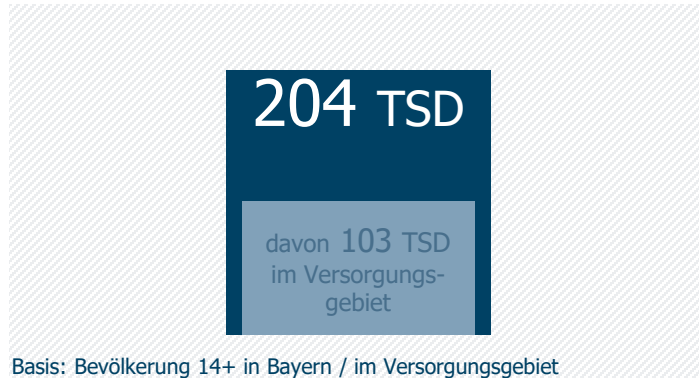 204 TSD
davon 103 TSD
im Versorgungs-
gebiet
Basis: Bevölkerung 14+ in Bayern / im Versorgungsgebiet